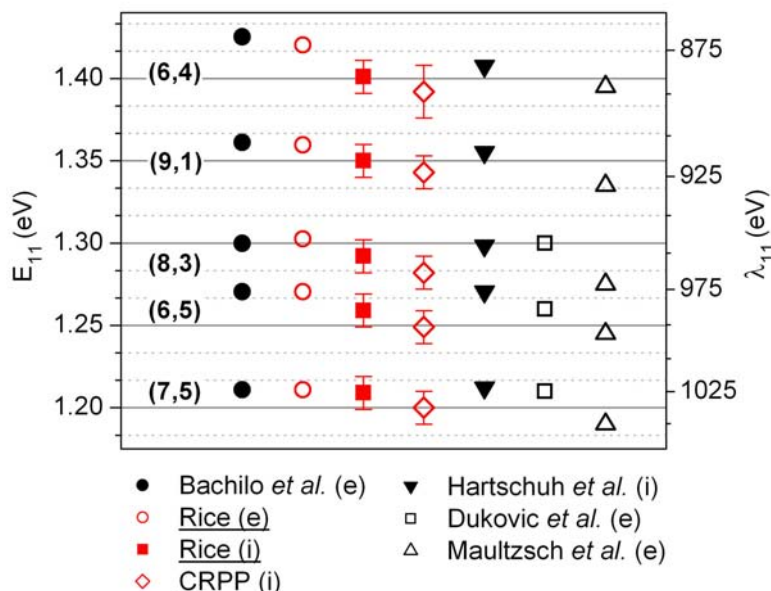 (6,4)
(9,1)
(8,3)
(6,5)
(7,5)
1.40
1.35
1.30
1.25
1.20
E11 (eV)
875
925
975
1025
λ11 (eV)
Bachilo et al. (e)
Rice (e)
Rice (i)
CRPP (i)
Hartschuh et al. (i)
Dukovic et al. (e)
Maultzsch et al. (e)